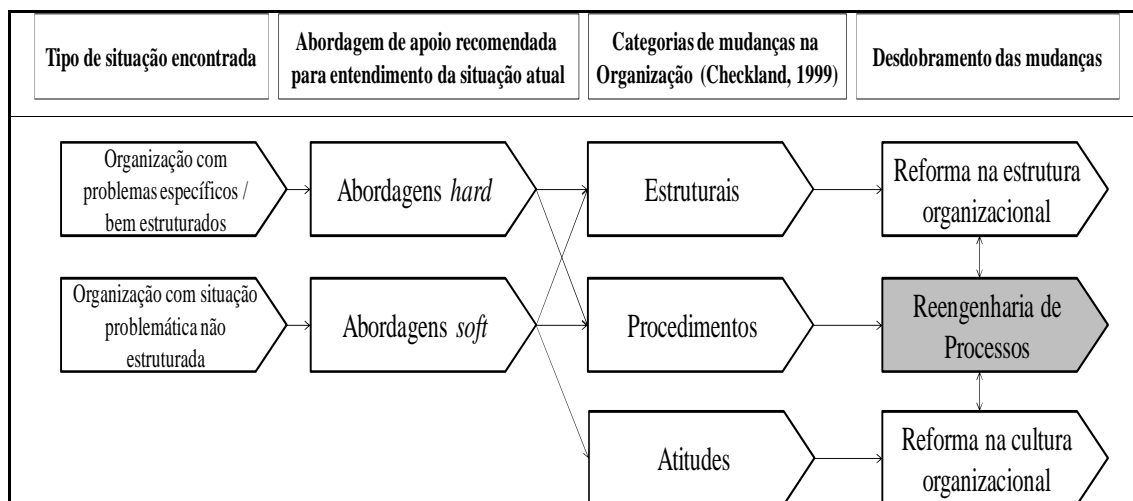 Tipo de situação encontrada
Abordagem de apoio recomendada
para entendimento da situação atual
Categorias de mudanças na
Organização (Checkland, 1999)
Desdobramento das mudanças
Organização com
problemas específicos /
bem estruturados
Abordagens hard
Estruturais
Reforma na estrutura
organizacional
Organização com situação
problemática não
estruturada
Abordagens soft
Procedimentos
Reengenharia de
Processos
Atitudes
Reforma na cultura
organizacional